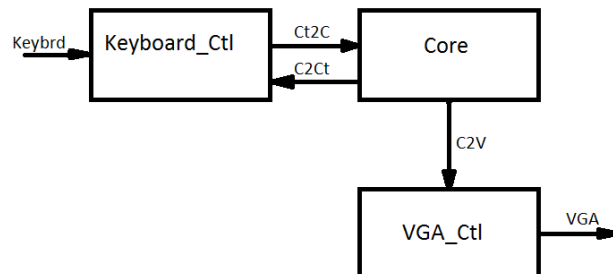 Keybrd
Keyboard_Ctl
Ct2C
C2Ct
Core
C2V
VGA_Ctl
VGA